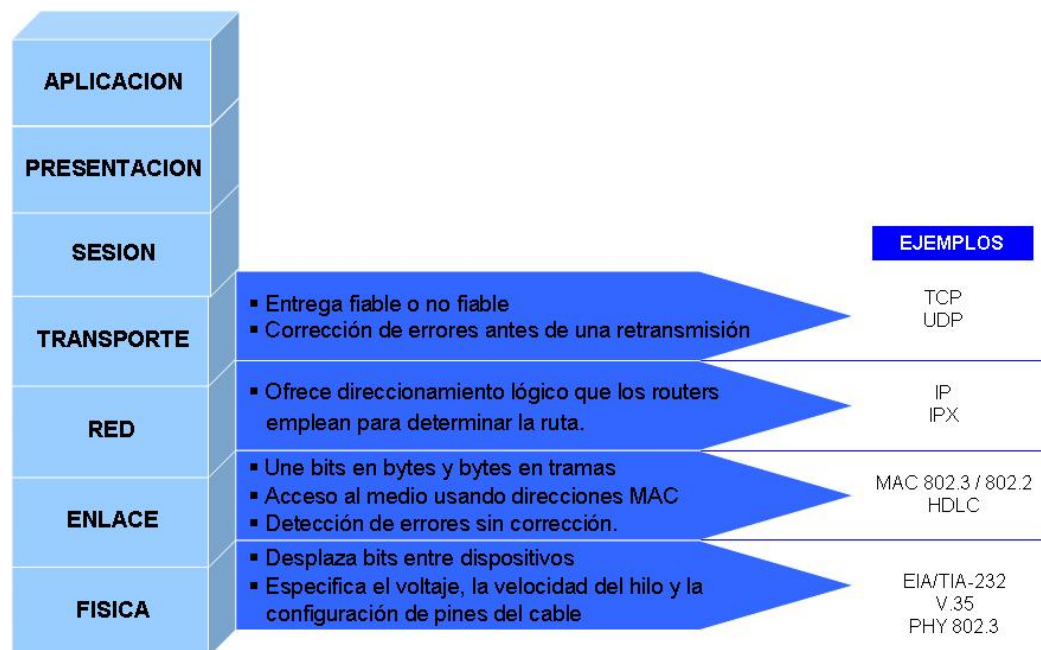 APLICACION
PRESENTACION
SESION
EJEMPLOS
TRANSPORTE
▪ Entrega fiable o no fiable
▪ Corrección de errores antes de una retransmisión
TCP
UDP
RED
▪ Ofrece direccionamiento lógico que los routers
emplean para determinar la ruta.
IP
IPX
ENLACE
▪ Une bits en bytes y bytes en tramas
▪ Acceso al medio usando direcciones MAC
▪ Detección de errores sin corrección.
MAC 802.3 / 802.2
HDLC
FISICA
▪ Desplaza bits entre dispositivos
▪ Especifica el voltaje, la velocidad del hilo y la
configuración de pines del cable
EIA/TIA-232
V.35
PHY 802.3